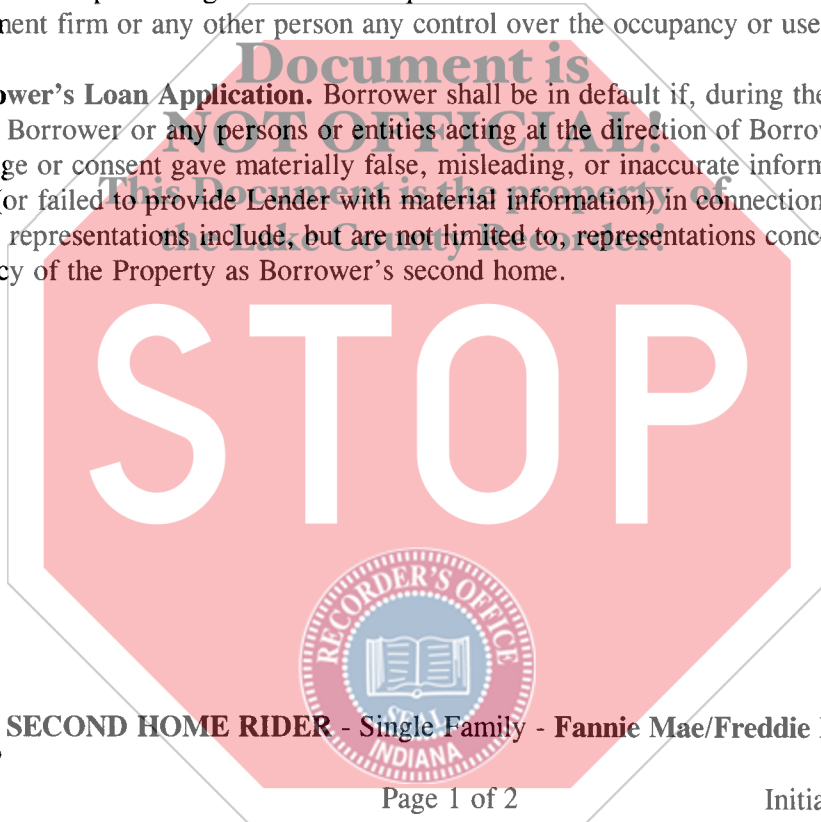 nent firm or any other person any control over the occupancy or use
Document is
ower's Loan Application. Borrower shall be in default if, during the
NOT OFFICIAL!
Borrower or any persons or entities acting at the direction of Borrow
ge or consent gave materially false, misleading, or inaccurate inform
This Document is the property of
(or failed to provide Lender with material information) in connection
the Lake County Recorder!
representations include, but are not limited to, representations conc
cy of the Property as Borrower's second home.
STOP
RECORDER'S OFFICE
SEAL
INDIANA
SECOND HOME RIDER - Single Family - Fannie Mae/Freddie
Page 1 of 2
Initia